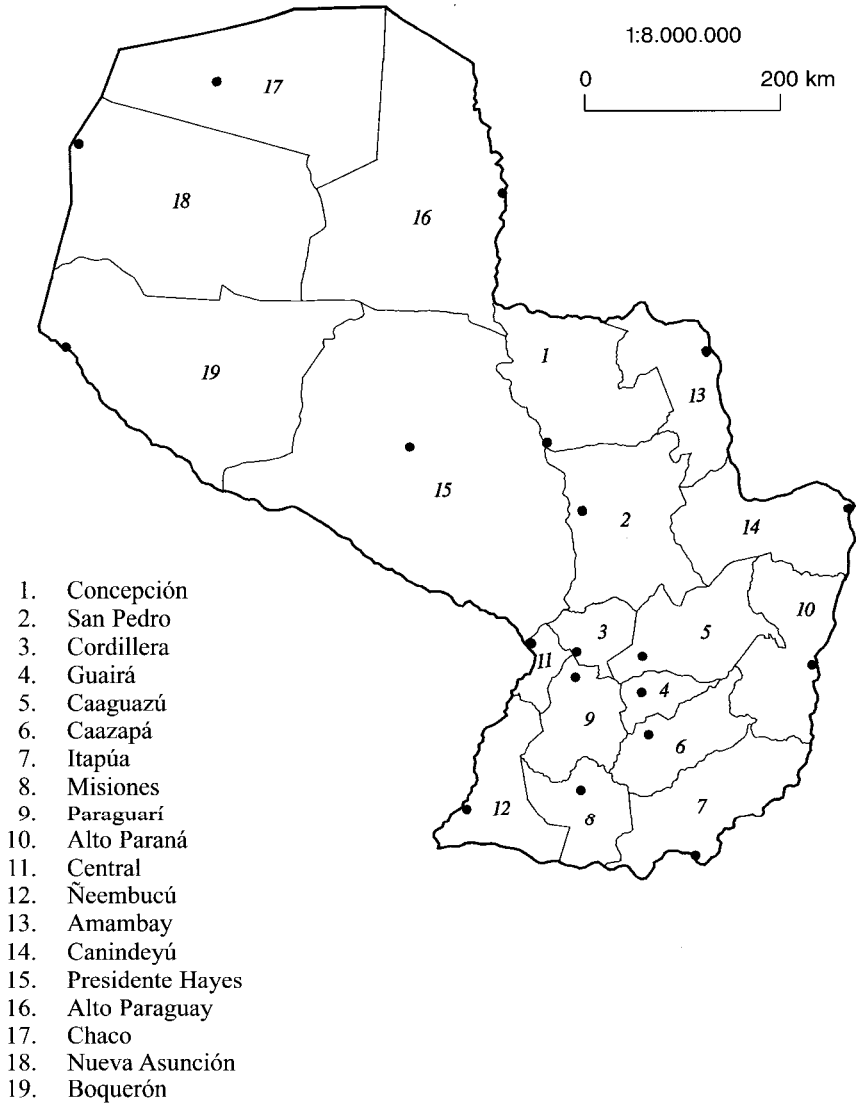 1:8.000.000
0 200 km
17
18
16
19
1
13
15
2
14
10
3
5
11
4
9
6
12
8
7
1. Concepción
2. San Pedro
3. Cordillera
4. Guairá
5. Caaguazú
6. Caazapá
7. Itapúa
8. Misiones
9. Paraguarí
10. Alto Paraná
11. Central
12. Ñeembucú
13. Amambay
14. Canindeyú
15. Presidente Hayes
16. Alto Paraguay
17. Chaco
18. Nueva Asunción
19. Boquerón